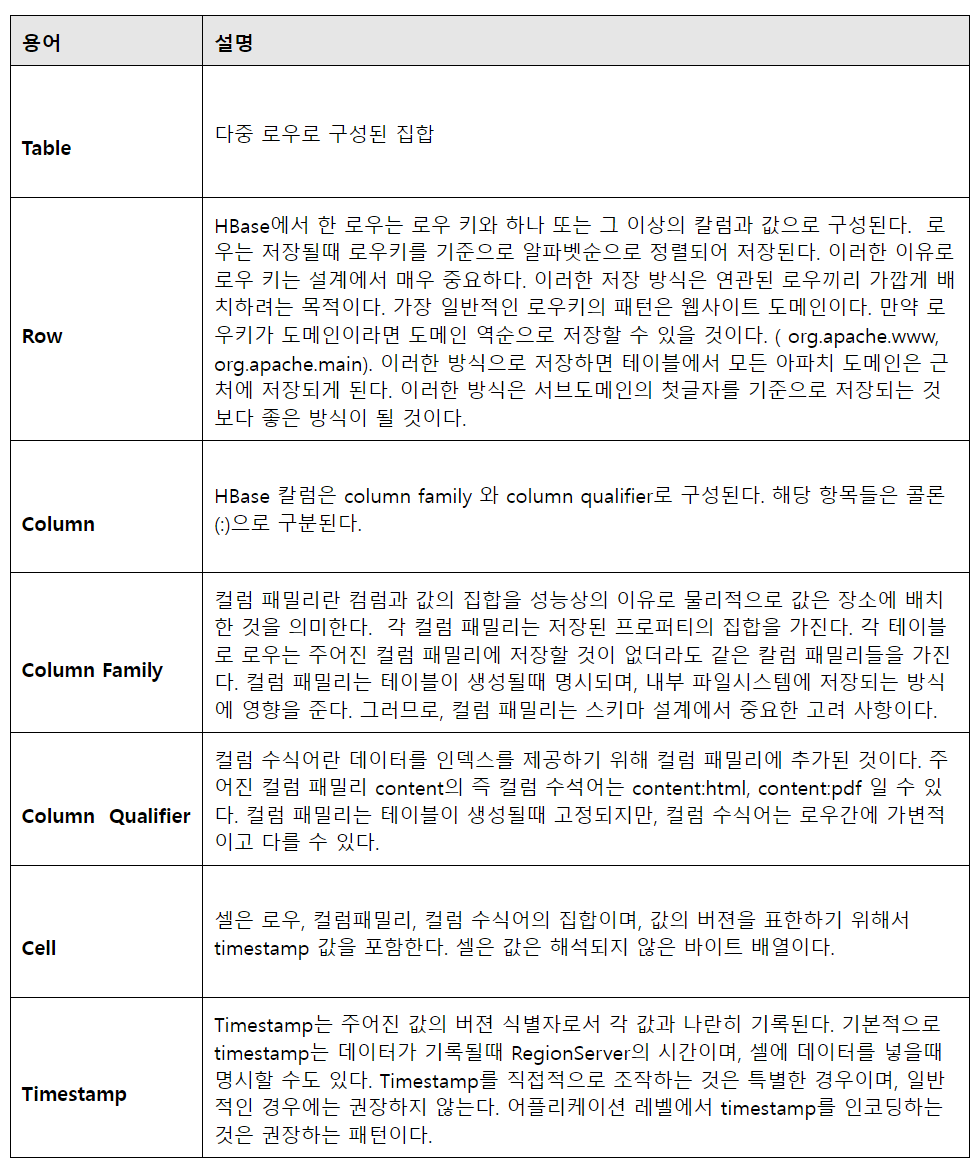 용어
설명
Table
다중 로우로 구성된 집합
Row
HBase에서 한 로우는 로우 키와 하나 또는 그 이상의 칼럼과 값으로 구성된다. 로
우는 저장될때 로우키를 기준으로 알파벳순으로 정렬되어 저장된다. 이러한 이유로
로우 키는 설계에서 매우 중요하다. 이러한 저장 방식은 연관된 로우끼리 가깝게 배
치하려는 목적이다. 가장 일반적인 로우키의 패턴은 웹사이트 도메인이다. 만약 로
우키가 도메인이라면 도메인 역순으로 저장할 수 있을 것이다. ( org.apache.www,
org.apache.main). 이러한 방식으로 저장하면 테이블에서 모든 아파치 도메인은 근
처에 저장되게 된다. 이러한 방식은 서브도메인의 첫글자를 기준으로 저장되는 것
보다 좋은 방식이 될 것이다.
Column
HBase 칼럼은 column family 와 column qualifier로 구성된다. 해당 항목들은 콜론
(:)으로 구분된다.
Column Family
컬럼 패밀리란 컴럼과 값의 집합을 성능상의 이유로 물리적으로 값은 장소에 배치
한 것을 의미한다. 각 컬럼 패밀리는 저장된 프로퍼티의 집합을 가진다. 각 테이블
로 로우는 주어진 컬럼 패밀리에 저장할 것이 없더라도 같은 칼럼 패밀리들을 가진
다. 컬럼 패밀리는 테이블이 생성될때 명시되며, 내부 파일시스템에 저장되는 방식
에 영향을 준다. 그러므로, 컬럼 패밀리는 스키마 설계에서 중요한 고려 사항이다.
Column Qualifier
컬럼 수식어란 데이터를 인덱스를 제공하기 위해 컬럼 패밀리에 추가된 것이다. 주
어진 컬럼 패밀리 content의 즉 컬럼 수석어는 content:html, content:pdf 일 수 있
다. 컬럼 패밀리는 테이블이 생성될때 고정되지만, 컬럼 수식어는 로우간에 가변적
이고 다를 수 있다.
Cell
셀은 로우, 컬럼패밀리, 컬럼 수식어의 집합이며, 값의 버젼을 표한하기 위해서
timestamp 값을 포함한다. 셀은 값은 해석되지 않은 바이트 배열이다.
Timestamp
Timestamp는 주어진 값의 버젼 식별자로서 각 값과 나란히 기록된다. 기본적으로
timestamp는 데이터가 기록될때 RegionServer의 시간이며, 셀에 데이터를 넣을때
명시할 수도 있다. Timestamp를 직접적으로 조작하는 것은 특별한 경우이며, 일반
적인 경우에는 권장하지 않는다. 어플리케이션 레벨에서 timestamp를 인코딩하는
것은 권장하는 패턴이다.